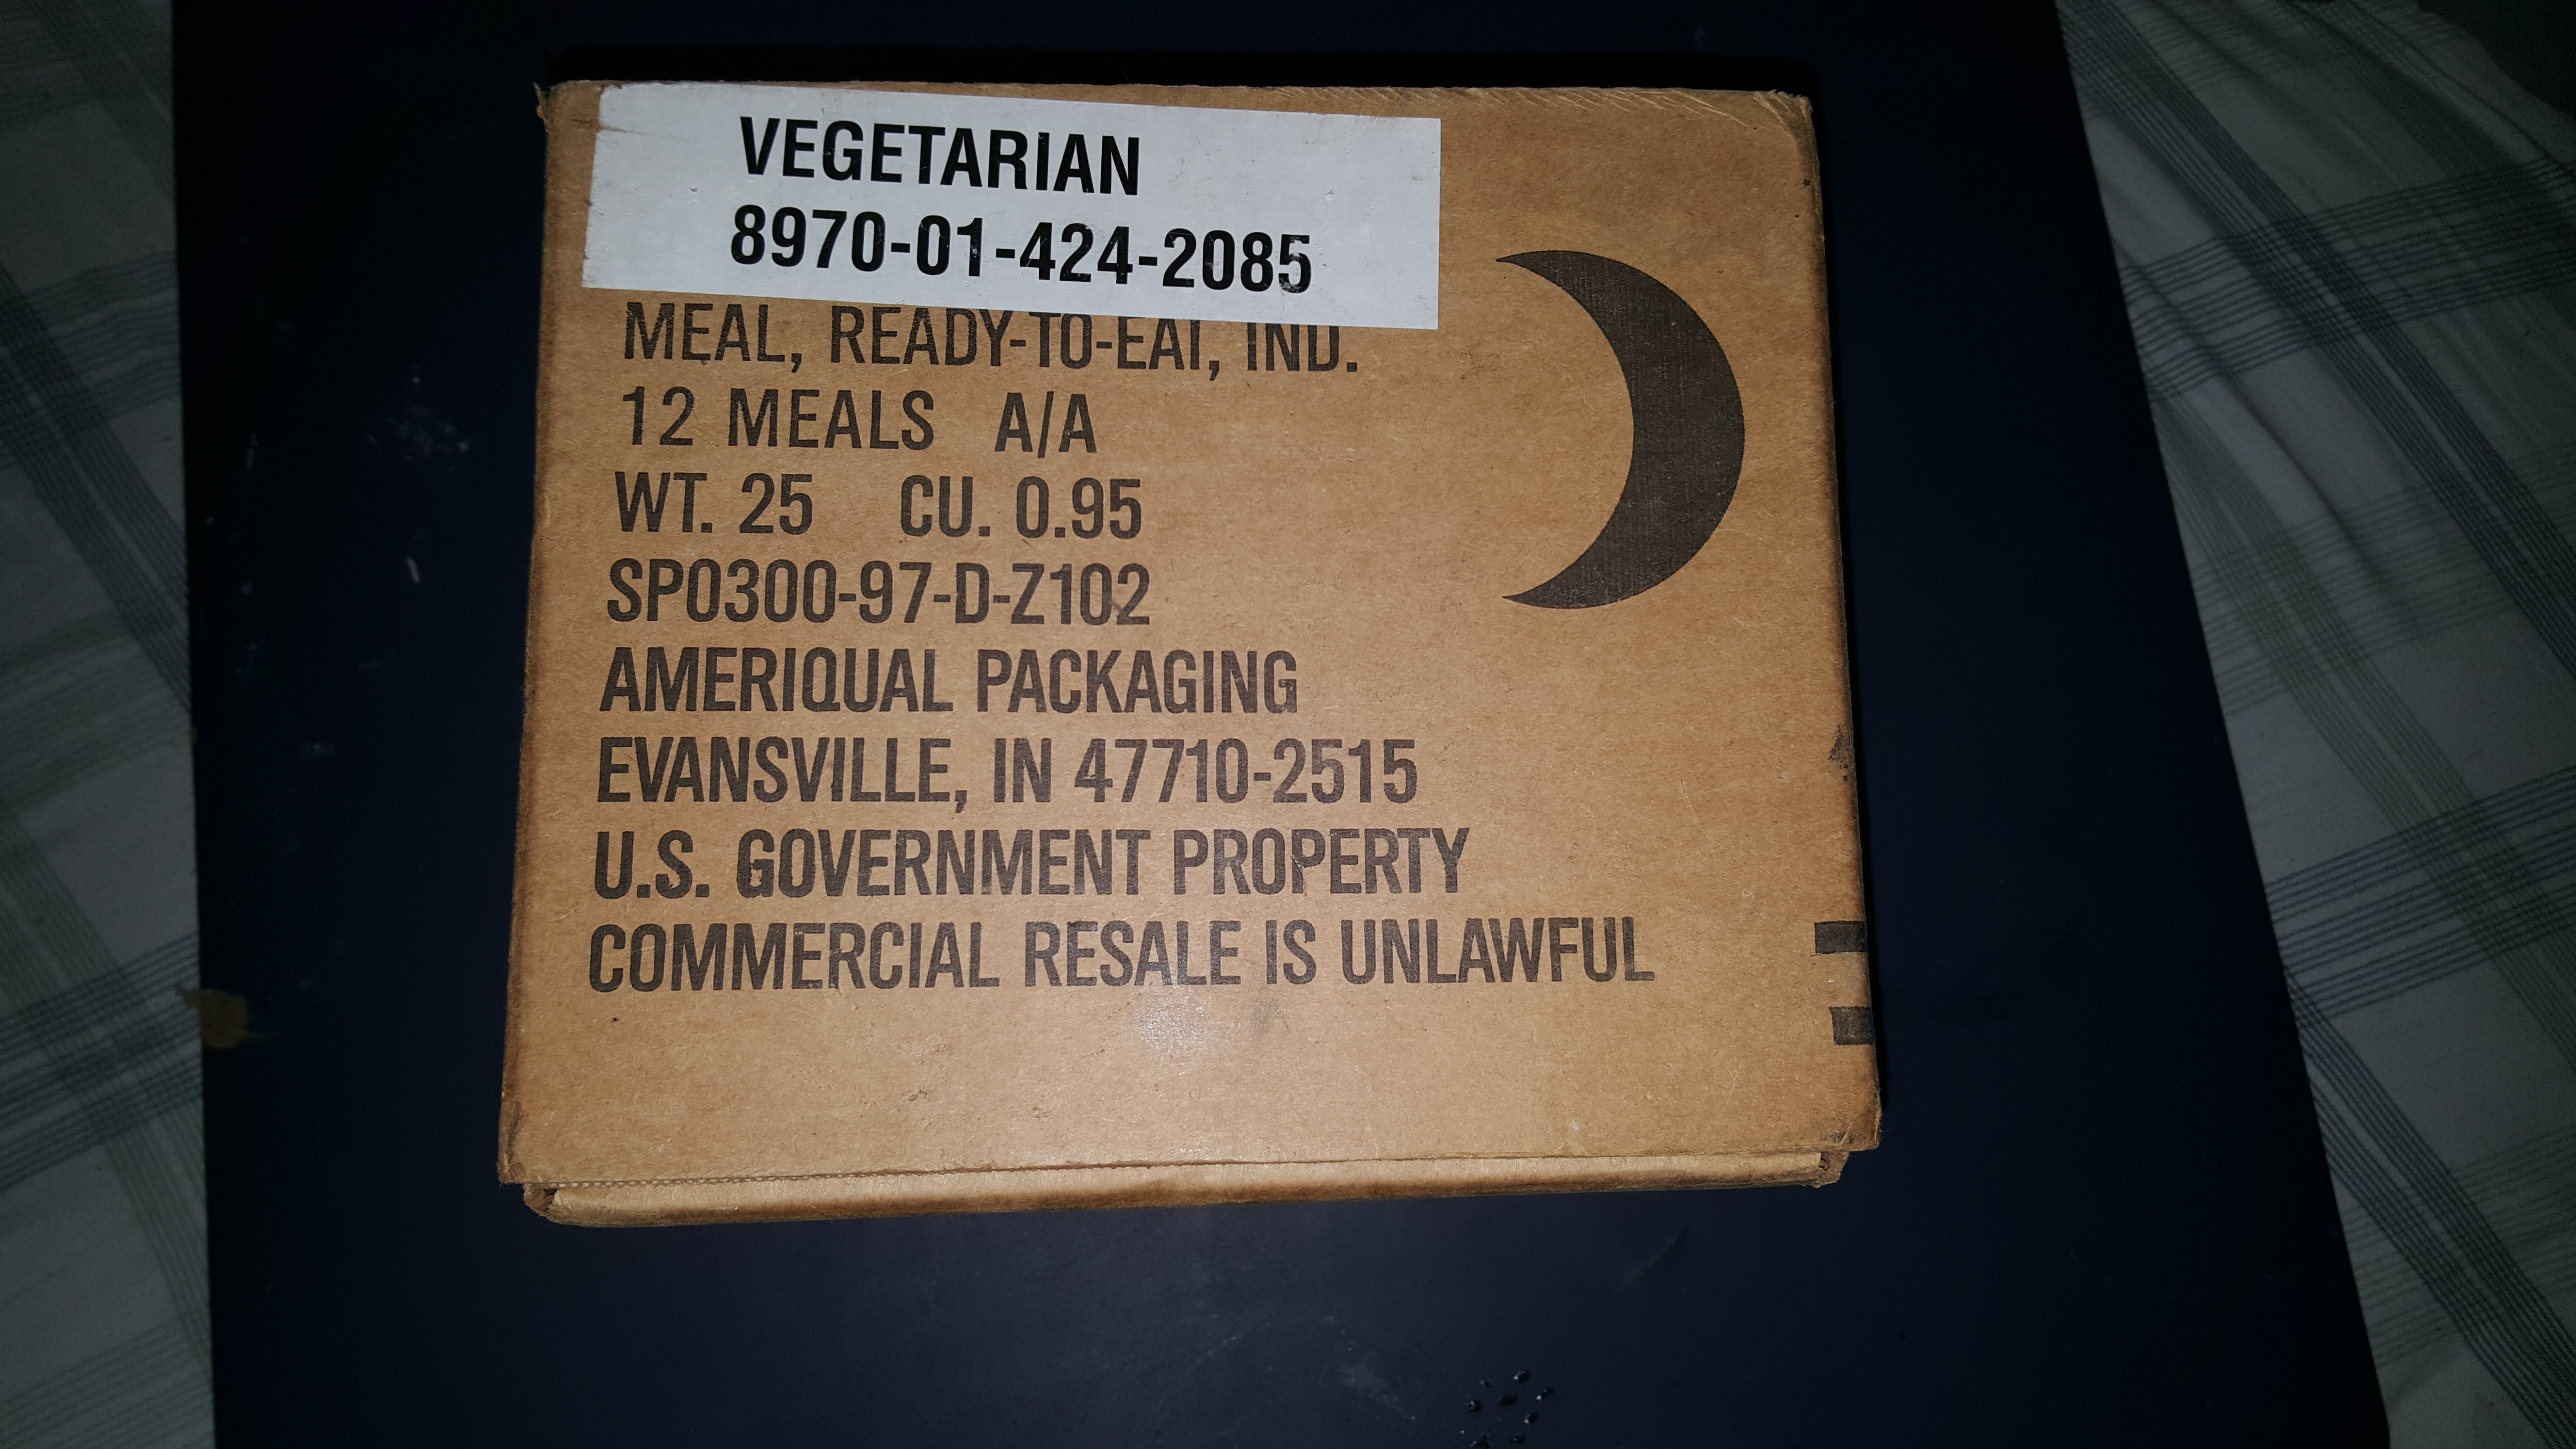 VEGETARIAN
8970-01-424-2085
MEAL, READY-TO-EAT, IND.
12 MEALS A/A
WT. 25 CU. 0.95
SP0300-97-D-Z102
AMERIQUAL PACKAGING
EVANSVILLE, IN 47710-2515
U.S. GOVERNMENT PROPERTY
COMMERCIAL RESALE IS UNLAWFUL